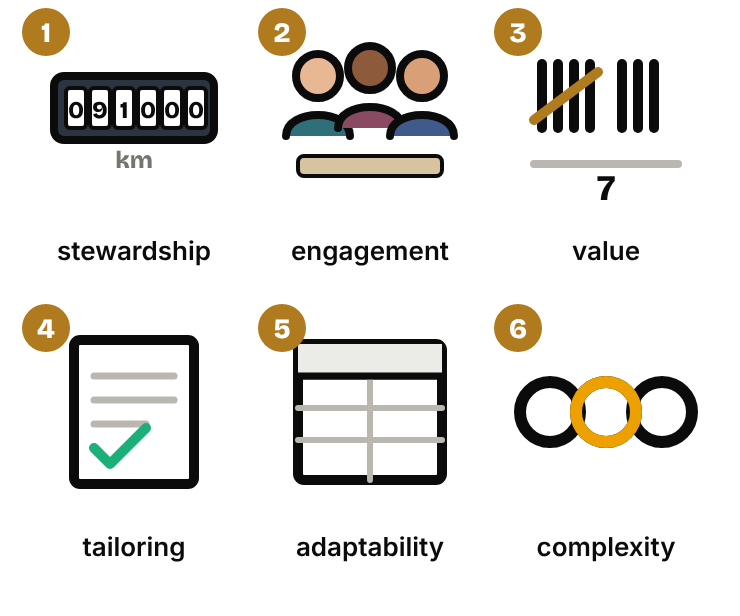 1
2
3
091000
km
7
stewardship
engagement
value
4
5
6
tailoring
adaptability
complexity